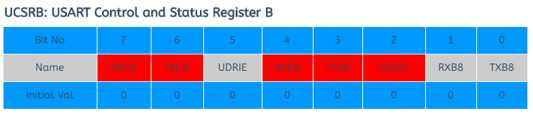 UCSRB: USART Control and Status Register B
Bit No 7 6 5 4 3 2 1 0
Name RXCIE TXCIE UDRIE RXEN TXEN UCSZ2 RXB8 TXB8
Initial Val 0 0 0 0 0 0 0 0